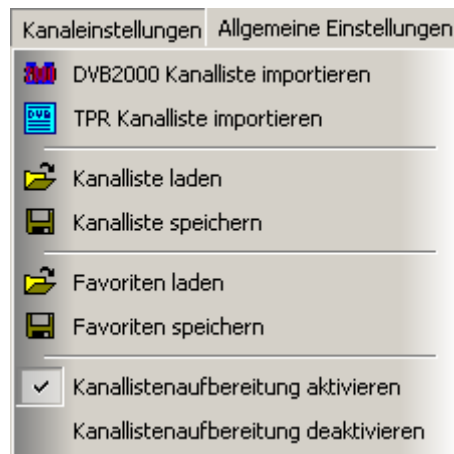 Kanaleinstellungen Allgemeine Einstellungen
DVB2000 Kanalliste importieren
TPR Kanalliste importieren
Kanalliste laden
Kanalliste speichern
Favoriten laden
Favoriten speichern
Kanallistenaufbereitung aktivieren
Kanallistenaufbereitung deaktivieren